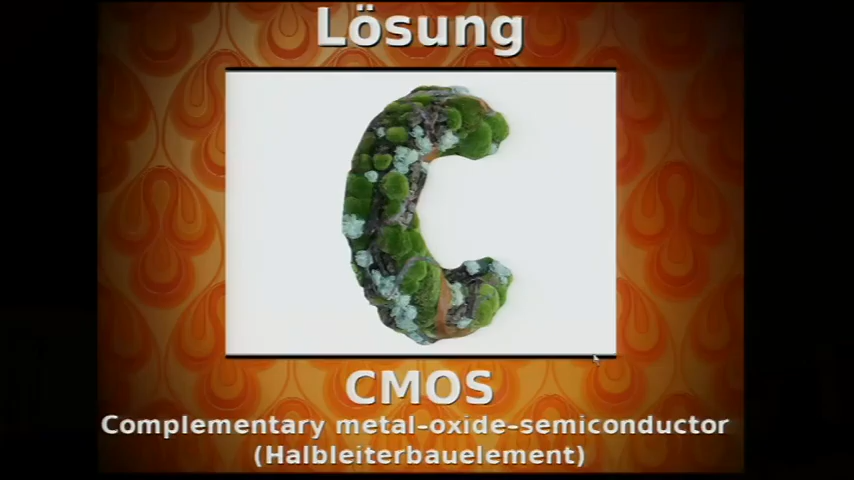 Lösung
C
CMOS
Complementary metal-oxide-semiconductor
(Halbleiterbauelement)